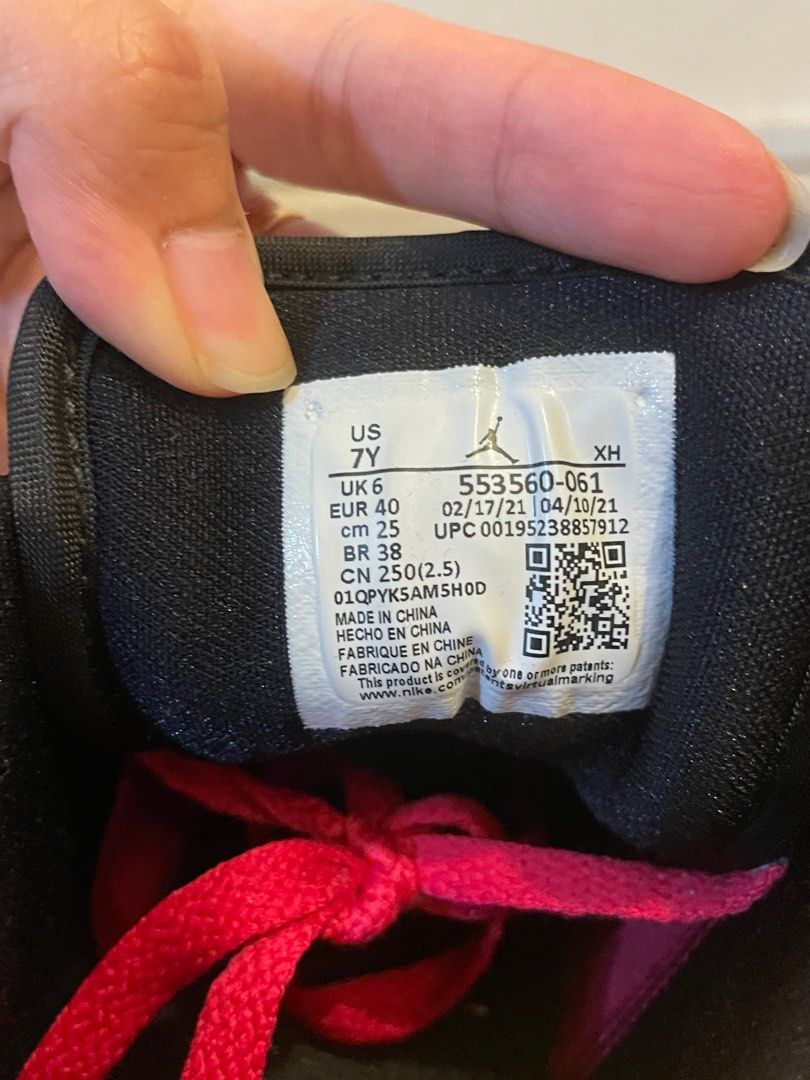 US
7Y
XH
UK 6
553560-061
EUR 40
02/17/21 | 04/10/21
cm 25
UPC 00195238857912
BR 38
CN 250(2.5)
01QPYK5AM5H0D
MADE IN CHINA
HECHO EN CHINA
FABRIQUE EN CHINE
FABRICADO NA CHINA
This product is covered by one or more patents:
www.nike.com/patentsvirtualmarking